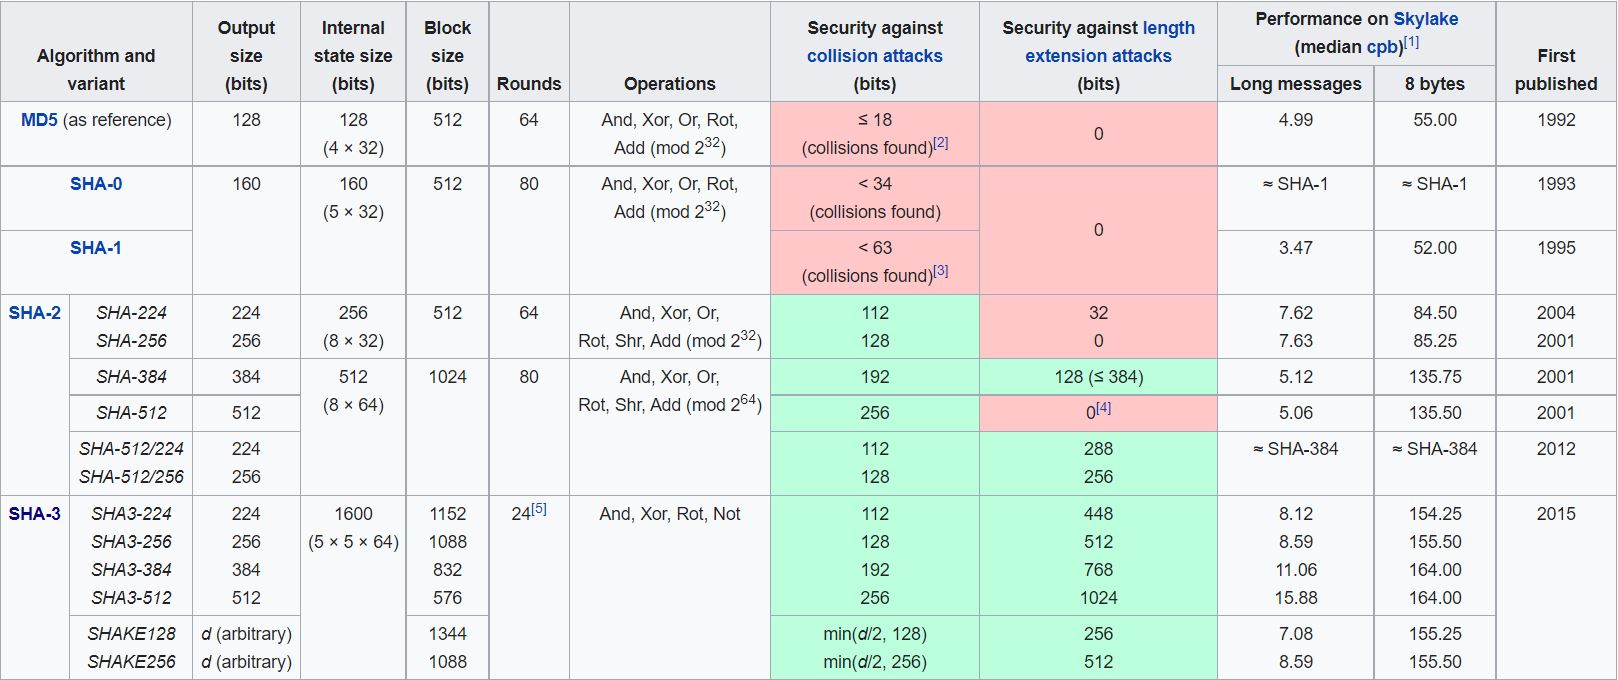 Algorithm and variant | Output size (bits) | Internal state size (bits) | Block size (bits) | Rounds | Operations | Security against collision attacks (bits) | Security against length extension attacks (bits) | Performance on Skylake (median cpb)[1] | First published
Long messages | 8 bytes
MD5 (as reference) | 128 | 128 (4 × 32) | 512 | 64 | And, Xor, Or, Rot, Add (mod 2^32) | ≤ 18 (collisions found)[2] | 0 | 4.99 | 55.00 | 1992
SHA-0 | 160 | 160 (5 × 32) | 512 | 80 | And, Xor, Or, Rot, Add (mod 2^32) | < 34 (collisions found) | 0 | ≈ SHA-1 | ≈ SHA-1 | 1993
SHA-1 | < 63 (collisions found)[3] | 3.47 | 52.00 | 1995
SHA-2 | SHA-224 | 224 | 256 (8 × 32) | 512 | 64 | And, Xor, Or, Rot, Shr, Add (mod 2^32) | 112 | 32 | 7.62 | 84.50 | 2004
SHA-256 | 256 | 128 | 0 | 7.63 | 85.25 | 2001
SHA-384 | 384 | 512 (8 × 64) | 1024 | 80 | And, Xor, Or, Rot, Shr, Add (mod 2^64) | 192 | 128 (≤ 384) | 5.12 | 135.75 | 2001
SHA-512 | 512 | 256 | 0[4] | 5.06 | 135.50 | 2001
SHA-512/224 | 224 | 112 | 288 | ≈ SHA-384 | ≈ SHA-384 | 2012
SHA-512/256 | 256 | 128 | 256
SHA-3 | SHA3-224 | 224 | 1600 (5 × 5 × 64) | 1152 | 24[5] | And, Xor, Rot, Not | 112 | 448 | 8.12 | 154.25 | 2015
SHA3-256 | 256 | 1088 | 128 | 512 | 8.59 | 155.50
SHA3-384 | 384 | 832 | 192 | 768 | 11.06 | 164.00
SHA3-512 | 512 | 576 | 256 | 1024 | 15.88 | 164.00
SHAKE128 | d (arbitrary) | 1344 | min(d/2, 128) | 256 | 7.08 | 155.25
SHAKE256 | d (arbitrary) | 1088 | min(d/2, 256) | 512 | 8.59 | 155.50